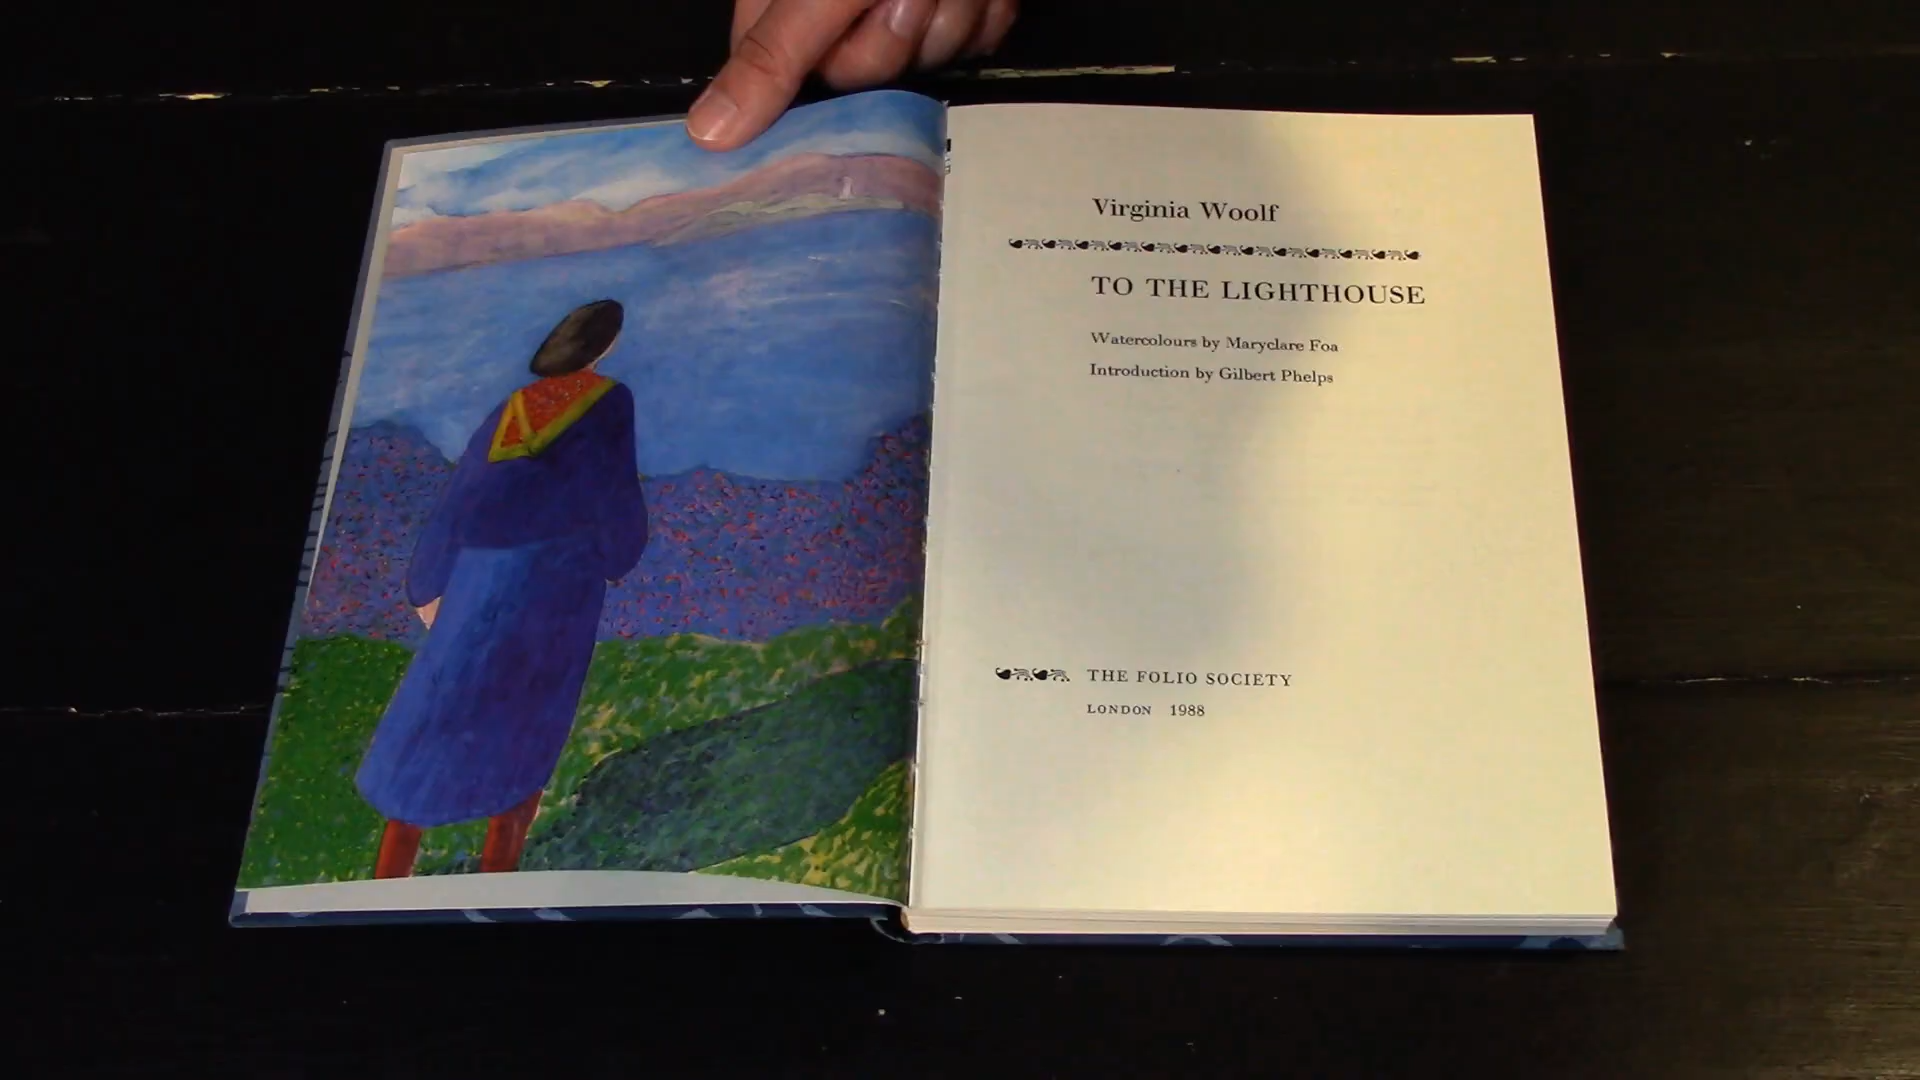 Virginia Woolf
TO THE LIGHTHOUSE
Watercolours by Maryclare Foa
Introduction by Gilbert Phelps
THE FOLIO SOCIETY
LONDON 1988